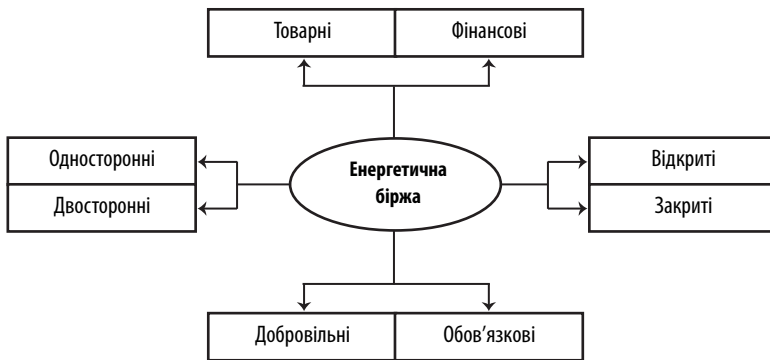 Товарні
Фінансові
Односторонні
Двосторонні
Енергетична
біржа
Відкриті
Закриті
Добровільні
Обов’язкові